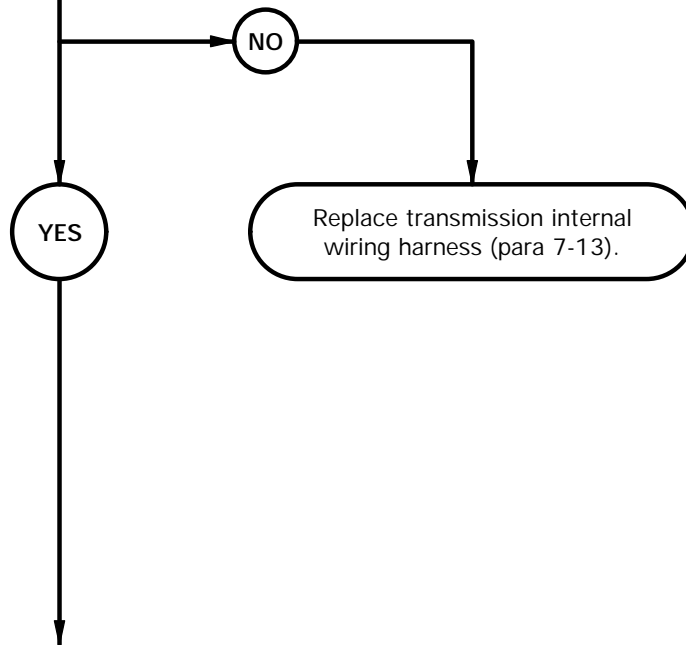 NO
YES
Replace transmission internal
wiring harness (para 7-13).